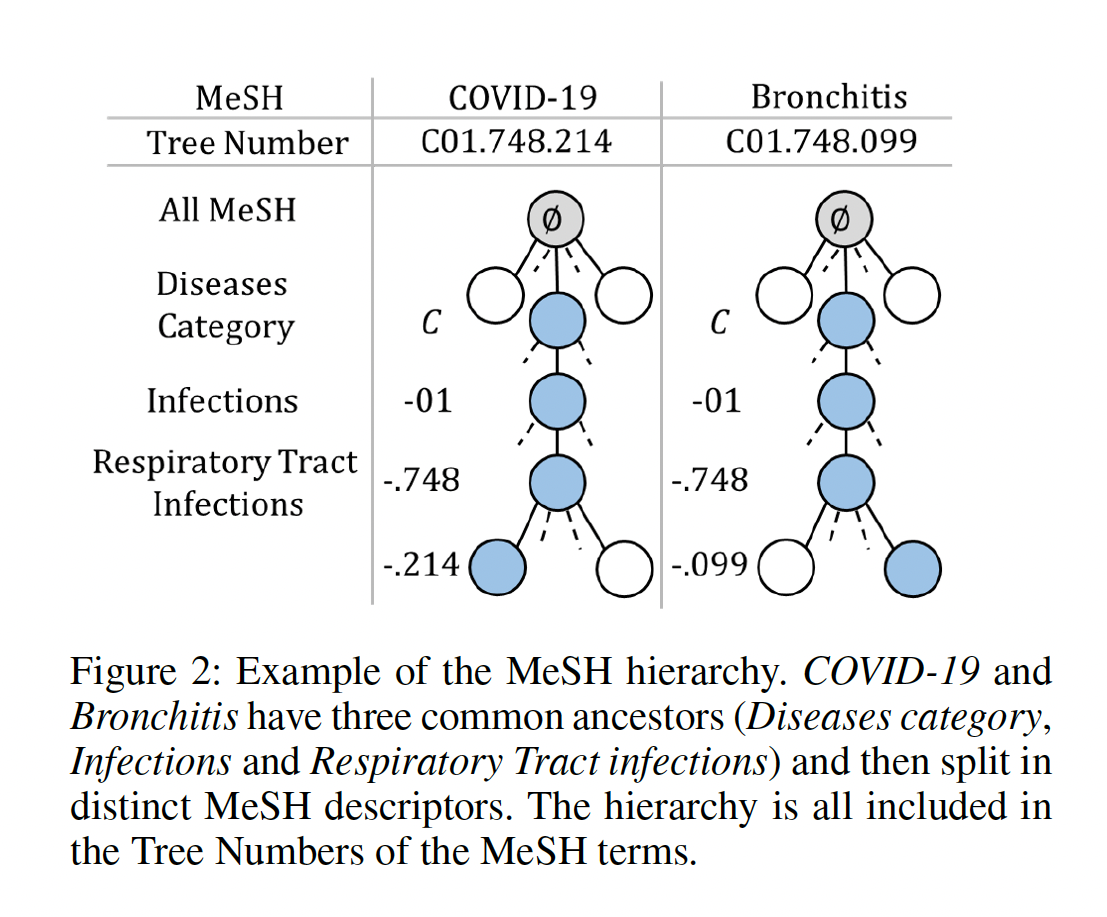 MeSH COVID-19 Bronchitis
Tree Number C01.748.214 C01.748.099
All MeSH Ø Ø
Diseases
Category C C
Infections -01 -01
Respiratory Tract
Infections -.748 -.748
-.214 -.099
Figure 2: Example of the MeSH hierarchy. COVID-19 and
Bronchitis have three common ancestors (Diseases category,
Infections and Respiratory Tract infections) and then split in
distinct MeSH descriptors. The hierarchy is all included in
the Tree Numbers of the MeSH terms.